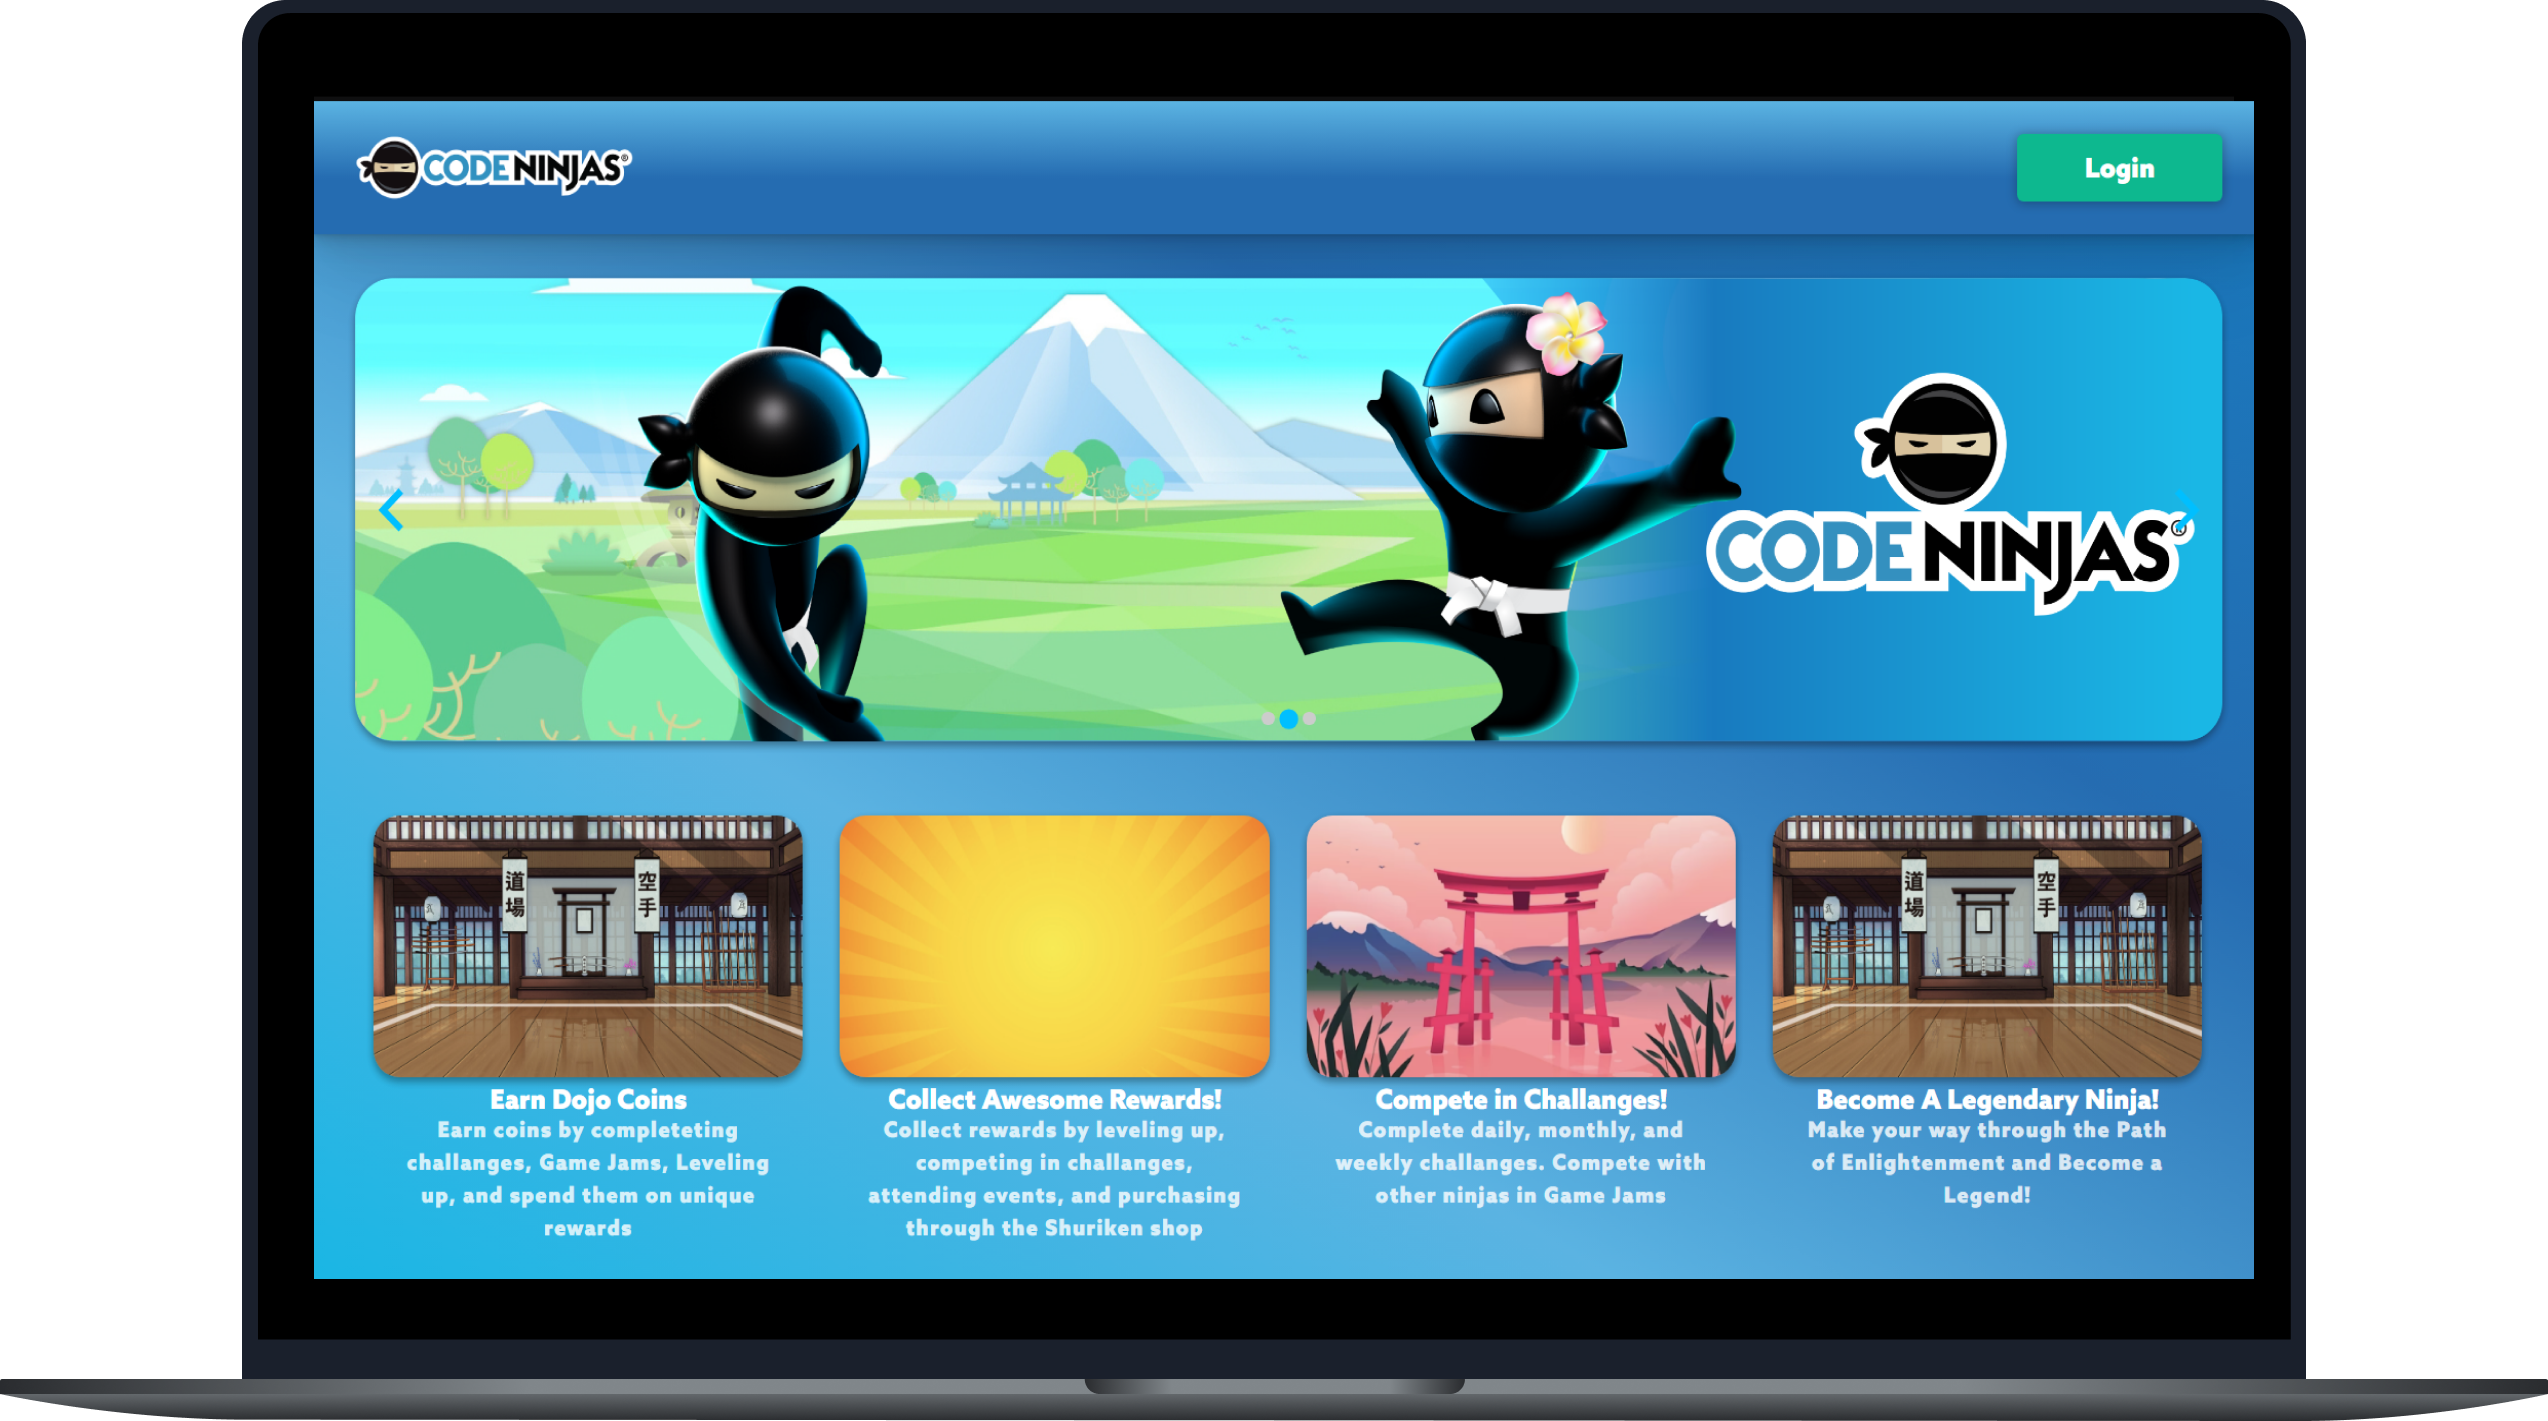 CODE NINJAS®
Login
CODE NINJAS®
道場
空手
道場
空手
Earn Dojo Coins
Earn coins by completeting
challanges, Game Jams, Leveling
up, and spend them on unique
rewards
Collect Awesome Rewards!
Collect rewards by leveling up,
competing in challanges,
attending events, and purchasing
through the Shuriken shop
Compete in Challanges!
Complete daily, monthly, and
weekly challanges. Compete with
other ninjas in Game Jams
Become A Legendary Ninja!
Make your way through the Path
of Enlightenment and Become a
Legend!